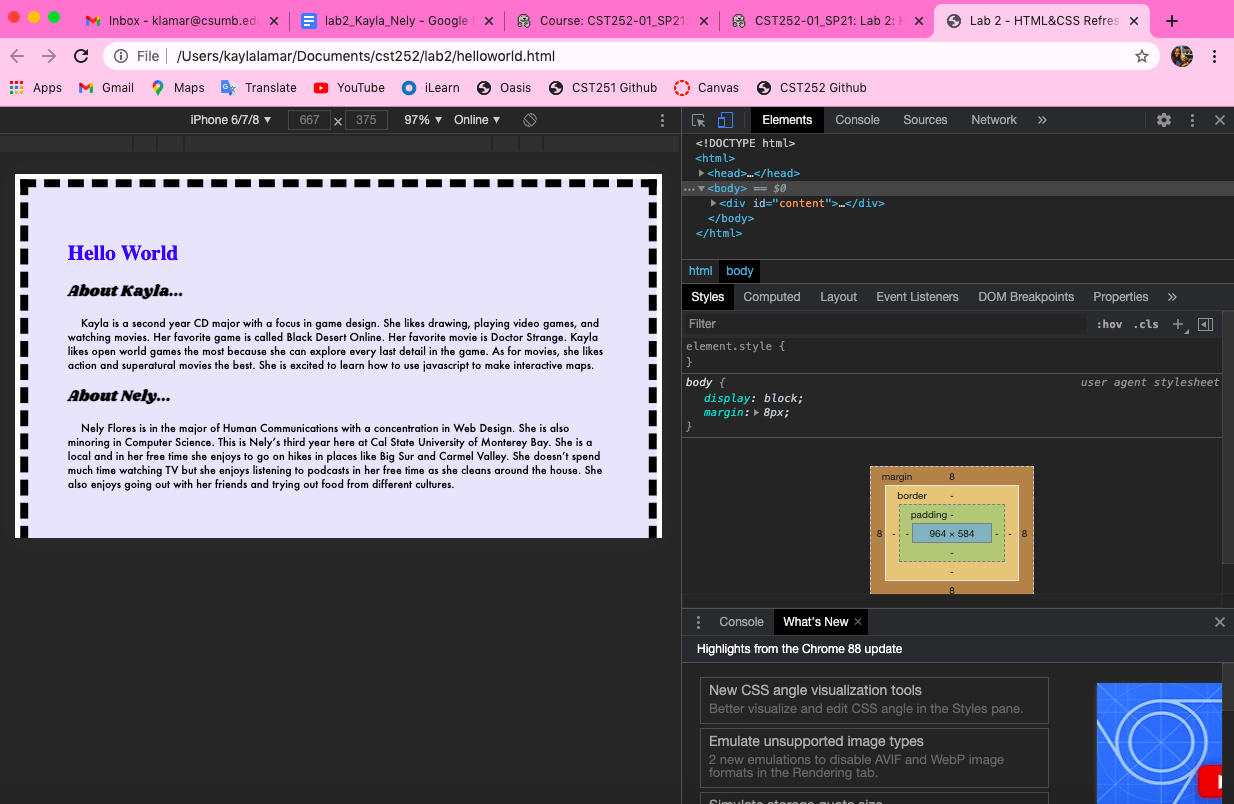 Inbox - klamar@csumb.ed
lab2_Kayla_Nely - Google
Course: CST252-01_SP21:
CST252-01_SP21: Lab 2: H
Lab 2 - HTML&CSS Refres
File /Users/kaylalamar/Documents/cst252/lab2/helloworld.html
Apps Gmail Maps Translate YouTube iLearn Oasis CST251 Github Canvas CST252 Github
iPhone 6/7/8 ▼ 667 x 375 97% ▼ Online ▼
Hello World
About Kayla...
Kayla is a second year CD major with a focus in game design. She likes drawing, playing video games, and
watching movies. Her favorite game is called Black Desert Online. Her favorite movie is Doctor Strange. Kayla
likes open world games the most because she can explore every last detail in the game. As for movies, she likes
action and superatural movies the best. She is excited to learn how to use javascript to make interactive maps.
About Nely...
Nely Flores is in the major of Human Communications with a concentration in Web Design. She is also
minoring in Computer Science. This is Nely's third year here at Cal State University of Monterey Bay. She is a
local and in her free time she enjoys to go on hikes in places like Big Sur and Carmel Valley. She doesn't spend
much time watching TV but she enjoys listening to podcasts in her free time as she cleans around the house. She
also enjoys going out with her friends and trying out food from different cultures.
Elements Console Sources Network »
<!DOCTYPE html>
<html>
▶<head>…</head>
…▼<body> == $0
▶<div id="content">…</div>
</body>
</html>
html body
Styles Computed Layout Event Listeners DOM Breakpoints Properties »
Filter :hov .cls +
element.style {
}
body { user agent stylesheet
display: block;
margin:▶8px;
}
margin 8
border -
padding -
8 - - 964 × 584 - - 8
-
-
8
Console What's New ×
Highlights from the Chrome 88 update
New CSS angle visualization tools
Better visualize and edit CSS angle in the Styles pane.
Emulate unsupported image types
2 new emulations to disable AVIF and WebP image
formats in the Rendering tab.
Simulate storage quota size